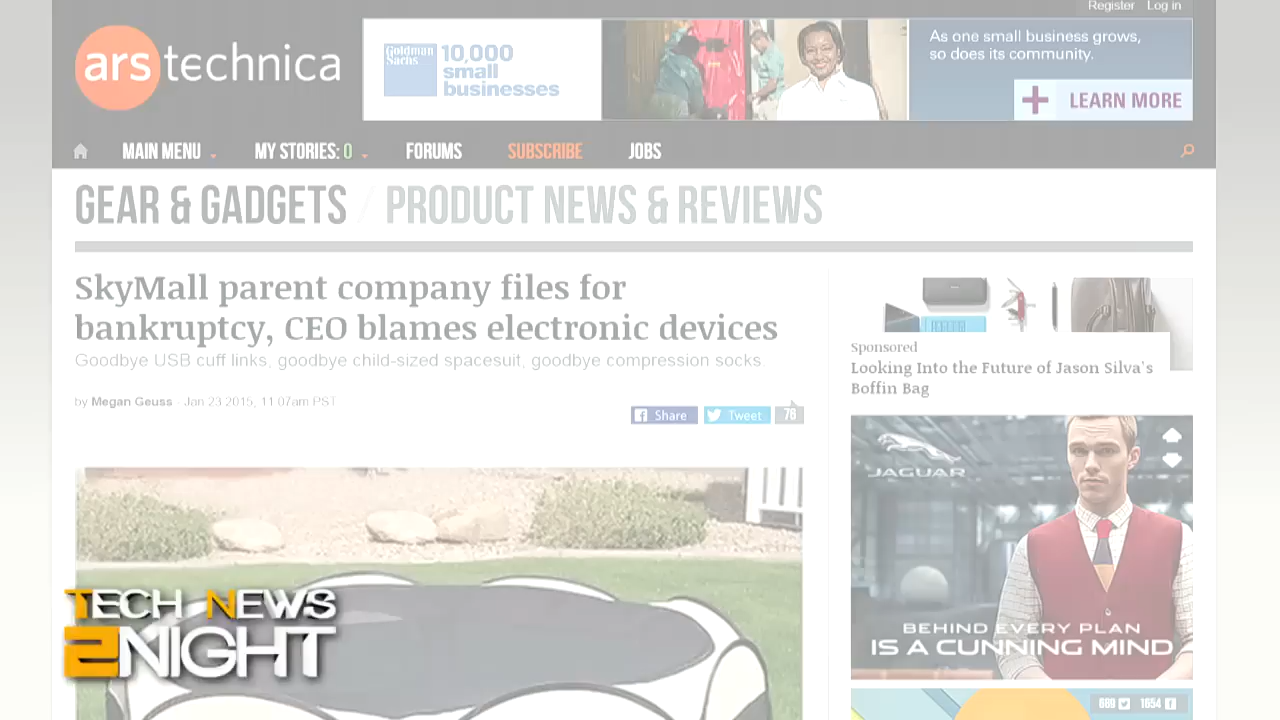 Register Log in
ars technica
Goldman Sachs
10,000 small businesses
As one small business grows,
so does its community.
+ LEARN MORE
MAIN MENU MY STORIES: 0 FORUMS SUBSCRIBE JOBS
GEAR & GADGETS / PRODUCT NEWS & REVIEWS
SkyMall parent company files for
bankruptcy, CEO blames electronic devices
Goodbye USB cuff links, goodbye child-sized spacesuit, goodbye compression socks.
by Megan Geuss - Jan 23 2015, 11:07am PST
Share Tweet 76
Sponsored
Looking Into the Future of Jason Silva's
Boffin Bag
JAGUAR
BEHIND EVERY PLAN
IS A CUNNING MIND
TECH NEWS
2NIGHT
689 1654